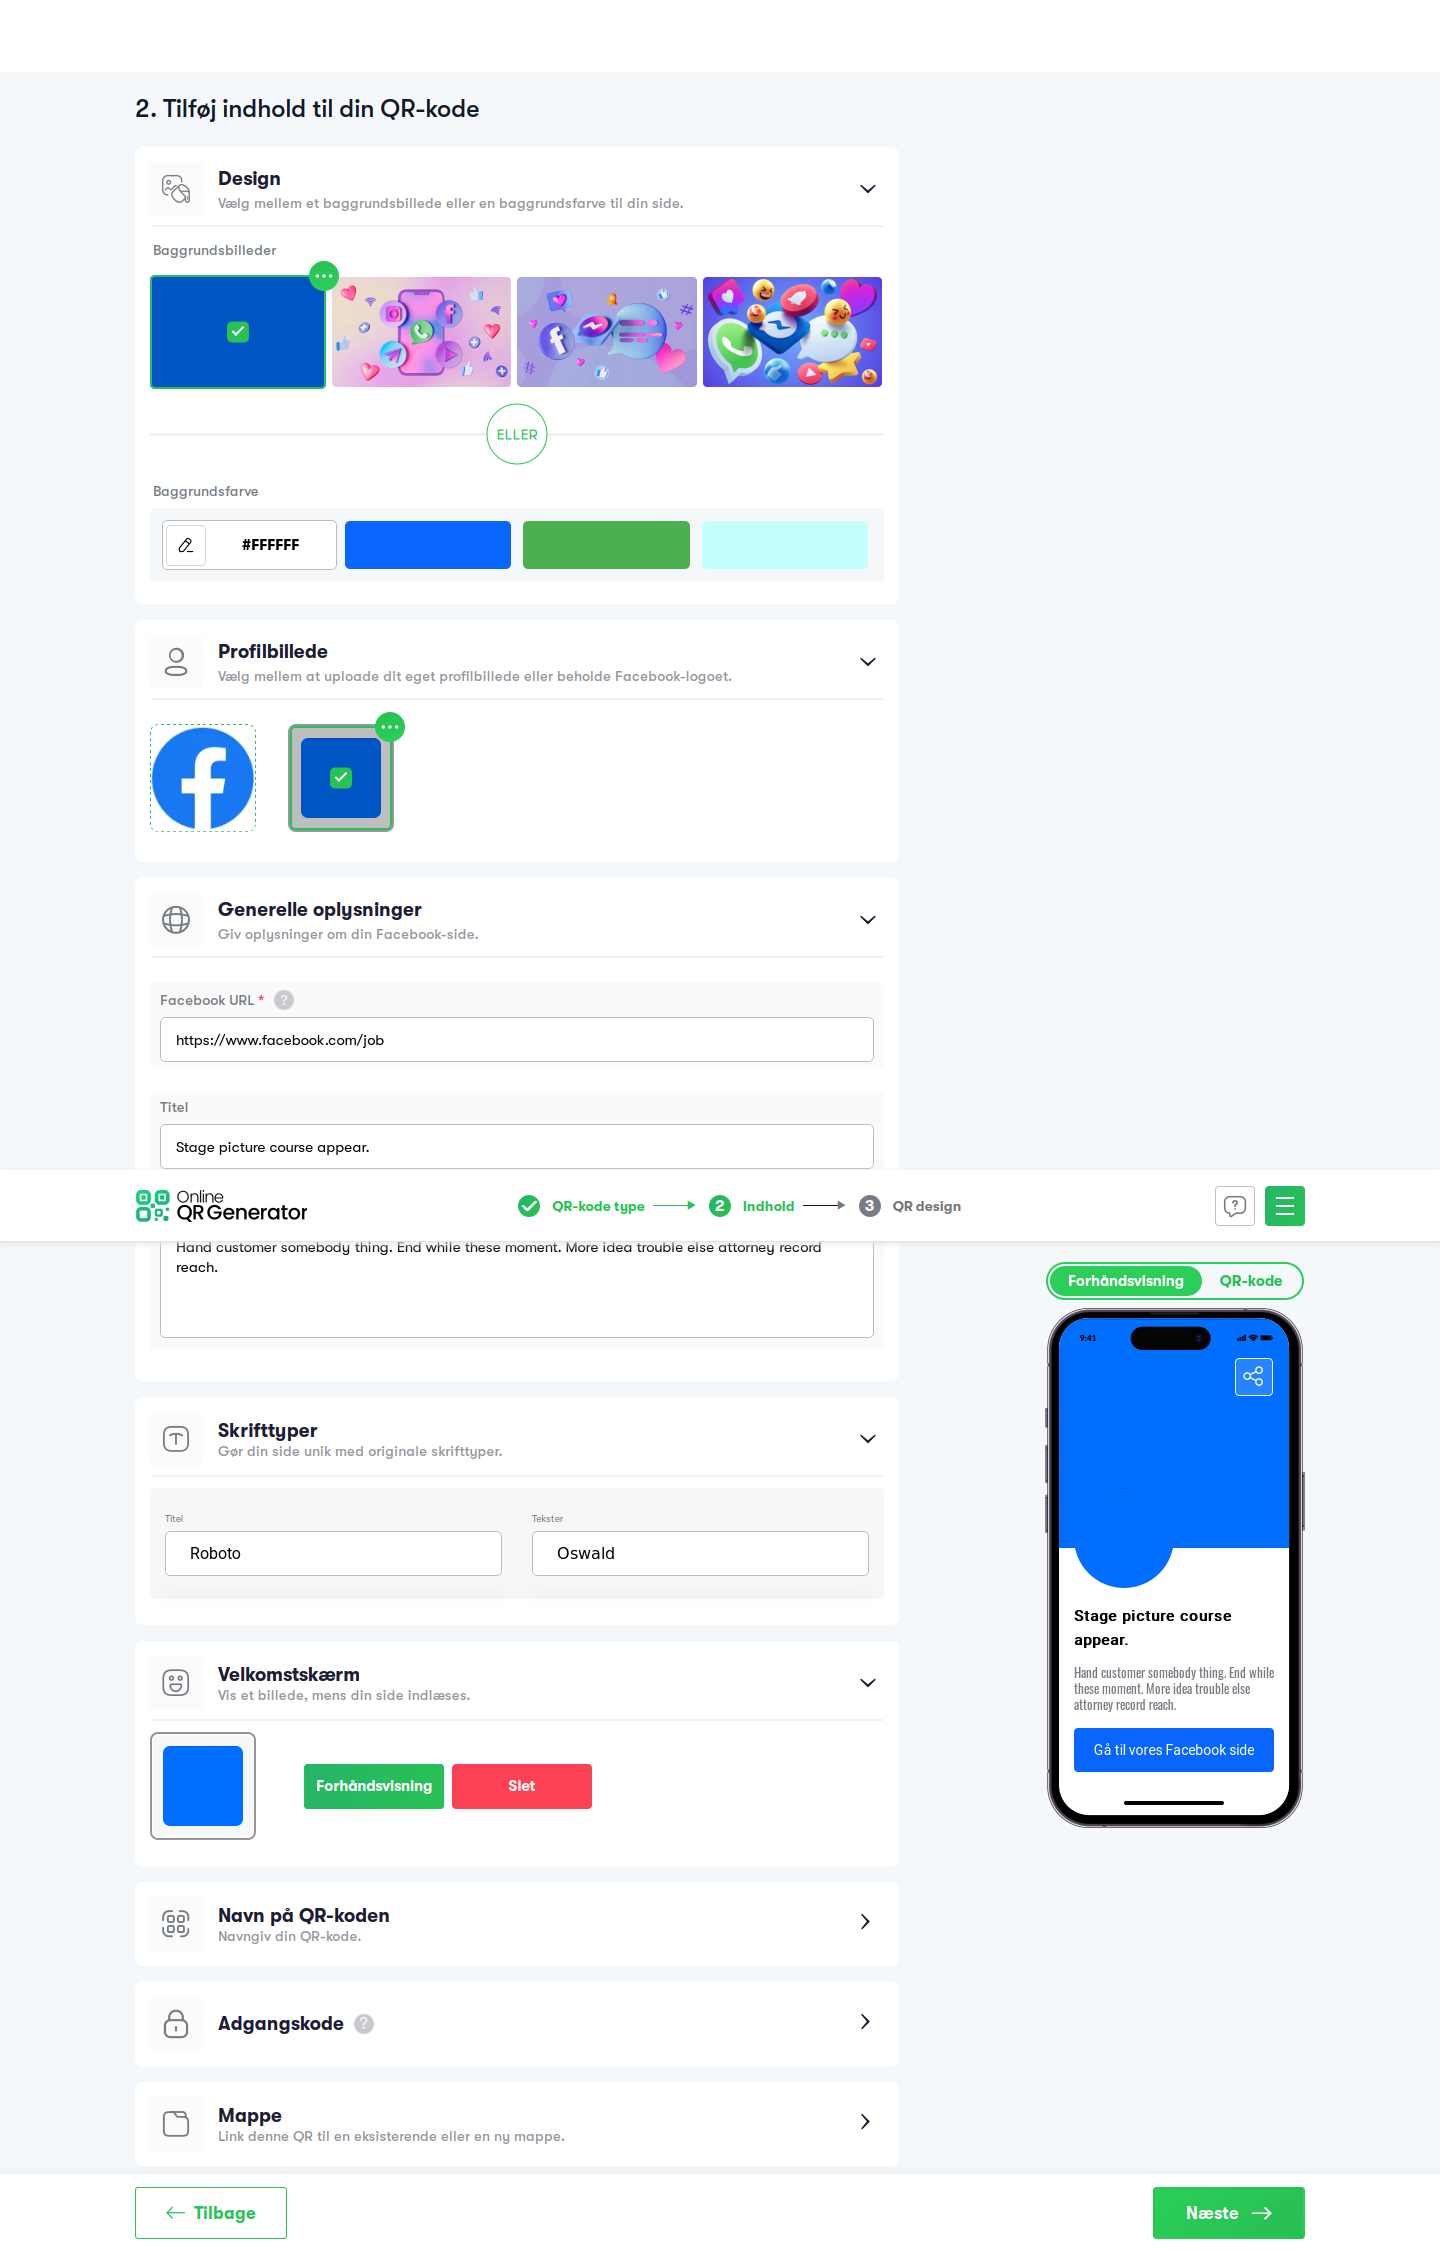 2. Tilføj indhold til din QR-kode
Design
Vælg mellem et baggrundsbillede eller en baggrundsfarve til din side.
Baggrundsbilleder
ELLER
Baggrundsfarve
#FFFFFF
Profilbillede
Vælg mellem at uploade dit eget profilbillede eller beholde Facebook-logoet.
Generelle oplysninger
Giv oplysninger om din Facebook-side.
Facebook URL * ?
https://www.facebook.com/job
Titel
Stage picture course appear.
Online
QR Generator
QR-kode type
2 Indhold
3 QR design
Hand customer somebody thing. End while these moment. More idea trouble else attorney record
reach.
Forhåndsvisning
QR-kode
9:41
Stage picture course
appear.
Hand customer somebody thing. End while
these moment. More idea trouble else
attorney record reach.
Gå til vores Facebook side
Skrifttyper
Gør din side unik med originale skrifttyper.
Titel
Roboto
Tekster
Oswald
Velkomstskærm
Vis et billede, mens din side indlæses.
Forhåndsvisning
Slet
Navn på QR-koden
Navngiv din QR-kode.
Adgangskode ?
Mappe
Link denne QR til en eksisterende eller en ny mappe.
Tilbage
Næste